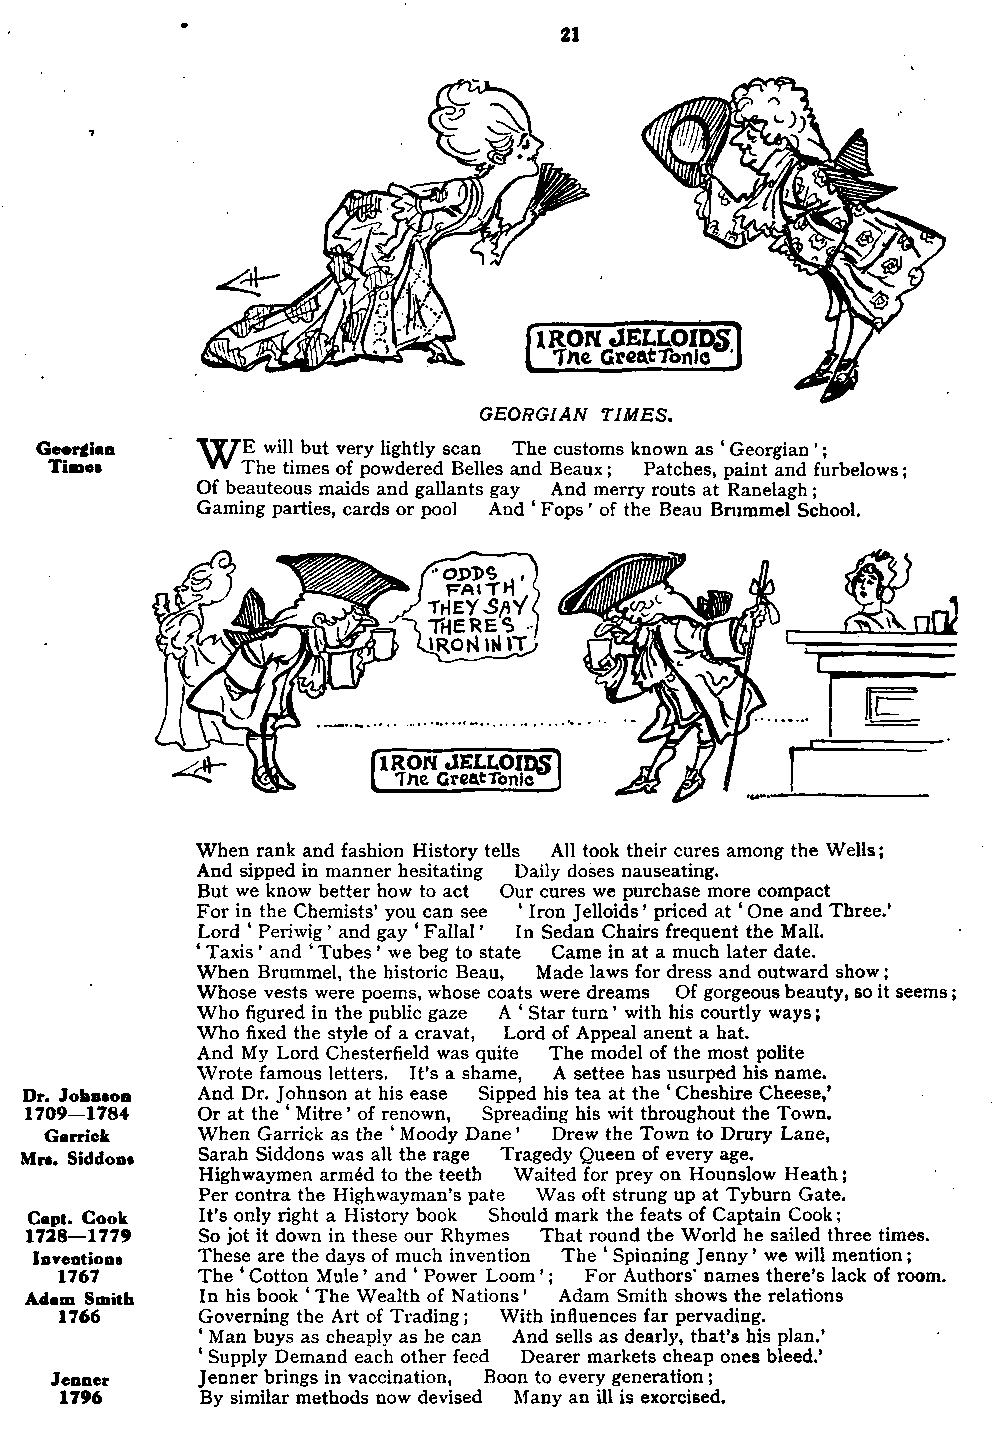 21
IRON JELLOIDS
The Great Tonic
GEORGIAN TIMES.
Georgian
Times
WE will but very lightly scan The customs known as ‘ Georgian ’ ;
The times of powdered Belles and Beaux ; Patches, paint and furbelows ;
Of beauteous maids and gallants gay And merry routs at Ranelagh ;
Gaming parties, cards or pool And ‘ Fops ’ of the Beau Brummel School.
"ODDS
FAITH
THEY SAY
THERES
IRON IN IT
IRON JELLOIDS
The Great Tonic
When rank and fashion History tells All took their cures among the Wells ;
And sipped in manner hesitating Daily doses nauseating.
But we know better how to act Our cures we purchase more compact
For in the Chemists’ you can see ‘ Iron Jelloids ’ priced at ‘ One and Three.’
Lord ‘ Periwig ’ and gay ‘ Fallal ’ In Sedan Chairs frequent the Mall.
‘ Taxis ’ and ‘ Tubes ’ we beg to state Came in at a much later date.
When Brummel, the historic Beau, Made laws for dress and outward show ;
Whose vests were poems, whose coats were dreams Of gorgeous beauty, so it seems ;
Who figured in the public gaze A ‘ Star turn ’ with his courtly ways ;
Who fixed the style of a cravat, Lord of Appeal anent a hat.
And My Lord Chesterfield was quite The model of the most polite
Wrote famous letters. It’s a shame, A settee has usurped his name.
Dr. Johnson
1709—1784
And Dr. Johnson at his ease Sipped his tea at the ‘ Cheshire Cheese,’
Or at the ‘ Mitre ’ of renown, Spreading his wit throughout the Town.
Garrick
When Garrick as the ‘ Moody Dane ’ Drew the Town to Drury Lane,
Mrs. Siddons
Sarah Siddons was all the rage Tragedy Queen of every age.
Highwaymen arméd to the teeth Waited for prey on Hounslow Heath ;
Per contra the Highwayman’s pate Was oft strung up at Tyburn Gate.
Capt. Cook
1728—1779
It’s only right a History book Should mark the feats of Captain Cook ;
So jot it down in these our Rhymes That round the World he sailed three times.
Inventions
1767
These are the days of much invention The ‘ Spinning Jenny ’ we will mention ;
The ‘ Cotton Mule ’ and ‘ Power Loom ’ ; For Authors’ names there’s lack of room.
Adam Smith
1766
In his book ‘ The Wealth of Nations ’ Adam Smith shows the relations
Governing the Art of Trading ; With influences far pervading.
‘ Man buys as cheaply as he can And sells as dearly, that’s his plan.’
‘ Supply Demand each other feed Dearer markets cheap ones bleed.’
Jenner
1796
Jenner brings in vaccination, Boon to every generation ;
By similar methods now devised Many an ill is exorcised.